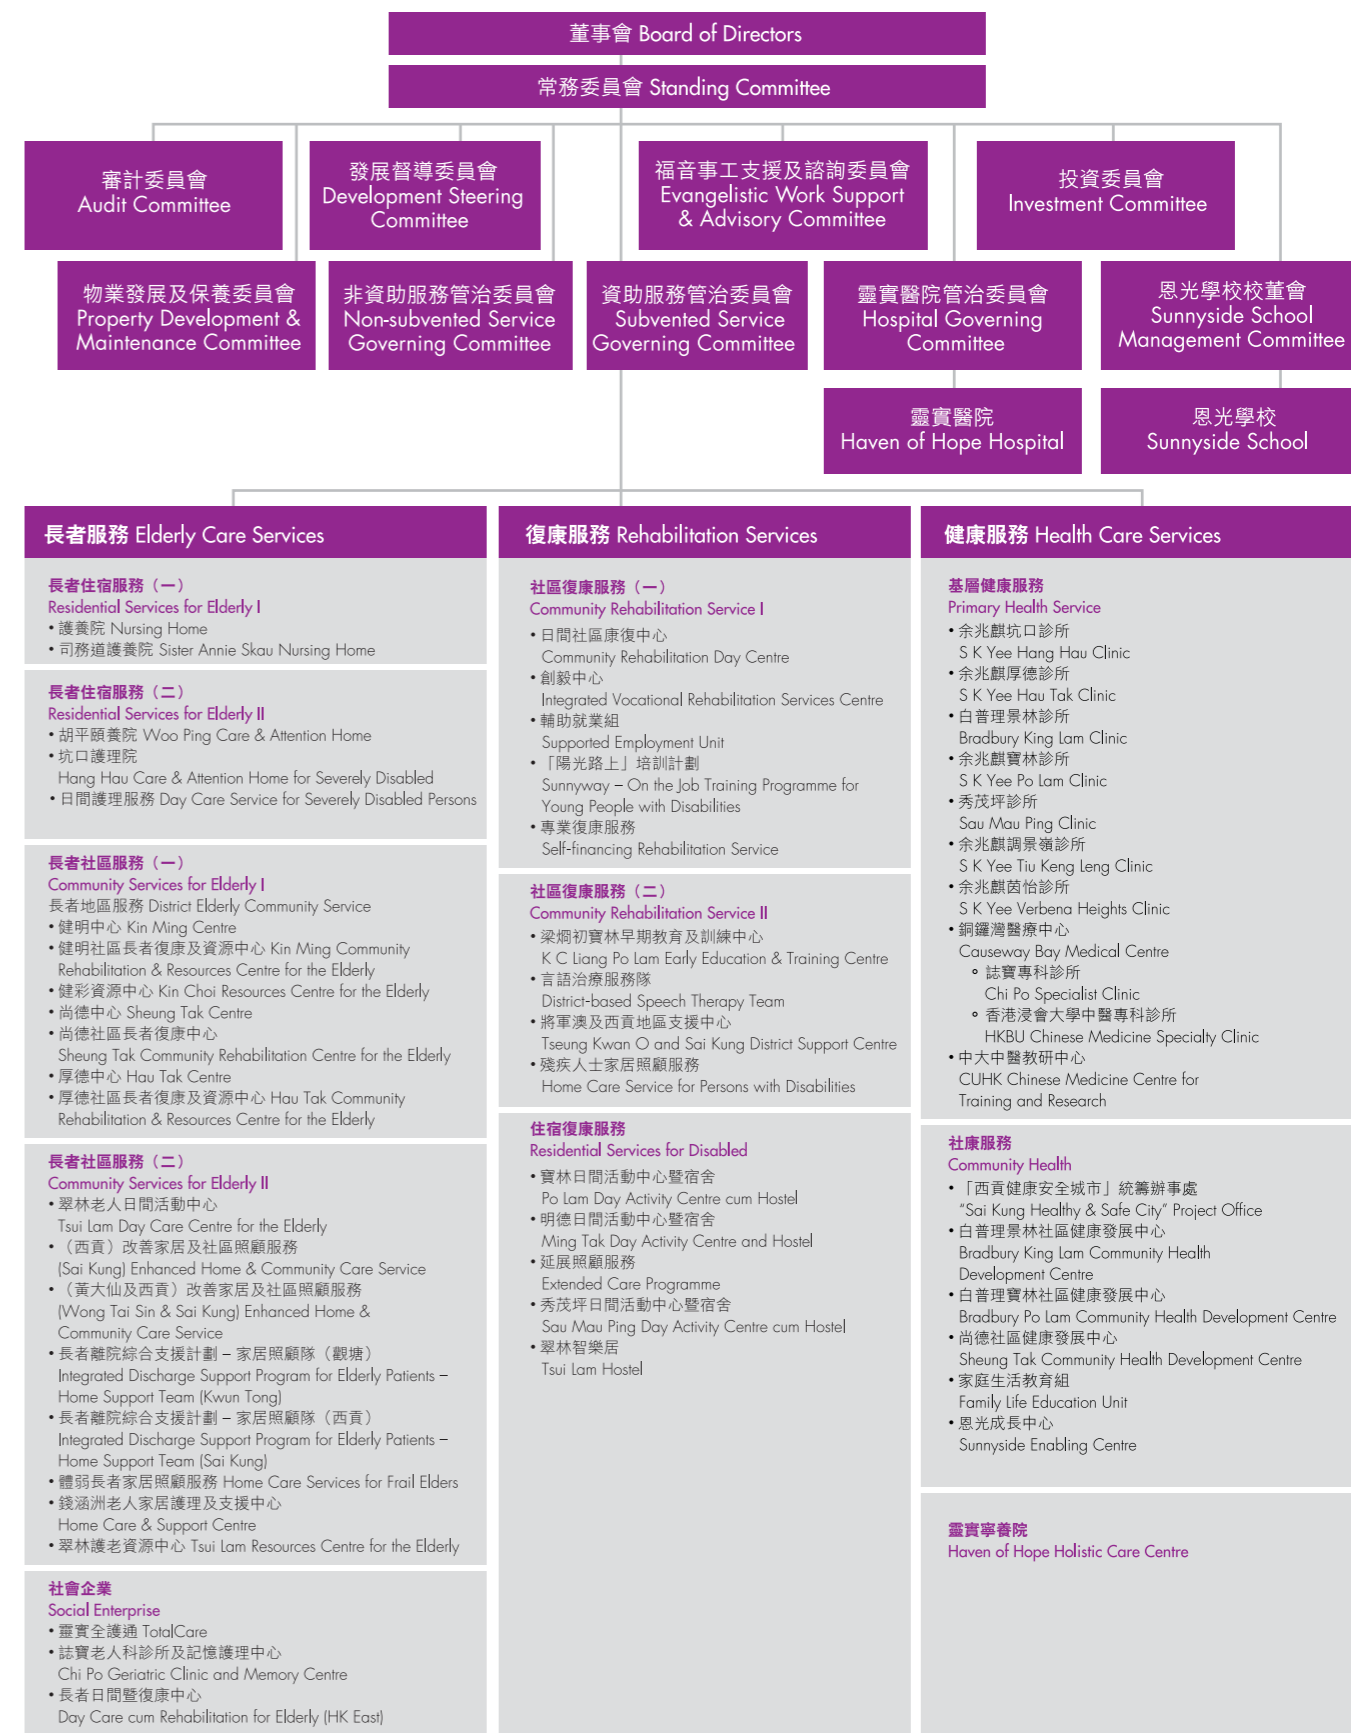 董事會 Board of Directors
常務委員會 Standing Committee
審計委員會
Audit Committee
發展督導委員會
Development Steering
Committee
福音事工支援及諮詢委員會
Evangelistic Work Support
& Advisory Committee
投資委員會
Investment Committee
物業發展及保養委員會
Property Development &
Maintenance Committee
非資助服務管治委員會
Non-subvented Service
Governing Committee
資助服務管治委員會
Subvented Service
Governing Committee
靈實醫院管治委員會
Hospital Governing
Committee
恩光學校校董會
Sunnyside School
Management Committee
靈實醫院
Haven of Hope Hospital
恩光學校
Sunnyside School
長者服務 Elderly Care Services
長者住宿服務（一）
Residential Services for Elderly I
• 護養院 Nursing Home
• 司務道護養院 Sister Annie Skau Nursing Home
長者住宿服務（二）
Residential Services for Elderly II
• 胡平頤養院 Woo Ping Care & Attention Home
• 坑口護理院
Hang Hau Care & Attention Home for Severely Disabled
• 日間護理服務 Day Care Service for Severely Disabled Persons
長者社區服務（一）
Community Services for Elderly I
長者地區服務 District Elderly Community Service
• 健明中心 Kin Ming Centre
• 健明社區長者復康及資源中心 Kin Ming Community
Rehabilitation & Resources Centre for the Elderly
• 健彩資源中心 Kin Choi Resources Centre for the Elderly
• 尚德中心 Sheung Tak Centre
• 尚德社區長者復康中心
Sheung Tak Community Rehabilitation Centre for the Elderly
• 厚德中心 Hau Tak Centre
• 厚德社區長者復康及資源中心 Hau Tak Community
Rehabilitation & Resources Centre for the Elderly
長者社區服務（二）
Community Services for Elderly II
• 翠林老人日間活動中心
Tsui Lam Day Care Centre for the Elderly
• （西貢）改善家居及社區照顧服務
(Sai Kung) Enhanced Home & Community Care Service
• （黃大仙及西貢）改善家居及社區照顧服務
(Wong Tai Sin & Sai Kung) Enhanced Home &
Community Care Service
• 長者離院綜合支援計劃 – 家居照顧隊（觀塘）
Integrated Discharge Support Program for Elderly Patients –
Home Support Team (Kwun Tong)
• 長者離院綜合支援計劃 – 家居照顧隊（西貢）
Integrated Discharge Support Program for Elderly Patients –
Home Support Team (Sai Kung)
• 體弱長者家居照顧服務 Home Care Services for Frail Elders
• 錢涵洲老人家居護理及支援中心
Home Care & Support Centre
• 翠林護老資源中心 Tsui Lam Resources Centre for the Elderly
社會企業
Social Enterprise
• 靈實全護通 TotalCare
• 誌寶老人科診所及記憶護理中心
Chi Po Geriatric Clinic and Memory Centre
• 長者日間暨復康中心
Day Care cum Rehabilitation for Elderly (HK East)
復康服務 Rehabilitation Services
社區復康服務（一）
Community Rehabilitation Service I
• 日間社區康復中心
Community Rehabilitation Day Centre
• 創毅中心
Integrated Vocational Rehabilitation Services Centre
• 輔助就業組
Supported Employment Unit
• 「陽光路上」培訓計劃
Sunnyway – On the Job Training Programme for
Young People with Disabilities
• 專業復康服務
Self-financing Rehabilitation Service
社區復康服務（二）
Community Rehabilitation Service II
• 梁烱初寶林早期教育及訓練中心
K C Liang Po Lam Early Education & Training Centre
• 言語治療服務隊
District-based Speech Therapy Team
• 將軍澳及西貢地區支援中心
Tseung Kwan O and Sai Kung District Support Centre
• 殘疾人士家居照顧服務
Home Care Service for Persons with Disabilities
住宿復康服務
Residential Services for Disabled
• 寶林日間活動中心暨宿舍
Po Lam Day Activity Centre cum Hostel
• 明德日間活動中心暨宿舍
Ming Tak Day Activity Centre and Hostel
• 延展照顧服務
Extended Care Programme
• 秀茂坪日間活動中心暨宿舍
Sau Mau Ping Day Activity Centre cum Hostel
• 翠林智樂居
Tsui Lam Hostel
健康服務 Health Care Services
基層健康服務
Primary Health Service
• 余兆麒坑口診所
S K Yee Hang Hau Clinic
• 余兆麒厚德診所
S K Yee Hau Tak Clinic
• 白普理景林診所
Bradbury King Lam Clinic
• 余兆麒寶林診所
S K Yee Po Lam Clinic
• 秀茂坪診所
Sau Mau Ping Clinic
• 余兆麒調景嶺診所
S K Yee Tiu Keng Leng Clinic
• 余兆麒茵怡診所
S K Yee Verbena Heights Clinic
• 銅鑼灣醫療中心
Causeway Bay Medical Centre
° 誌寶專科診所
Chi Po Specialist Clinic
° 香港浸會大學中醫專科診所
HKBU Chinese Medicine Specialty Clinic
• 中大中醫教研中心
CUHK Chinese Medicine Centre for
Training and Research
社康服務
Community Health
• 「西貢健康安全城市」統籌辦事處
“Sai Kung Healthy & Safe City” Project Office
• 白普理景林社區健康發展中心
Bradbury King Lam Community Health
Development Centre
• 白普理寶林社區健康發展中心
Bradbury Po Lam Community Health Development Centre
• 尚德社區健康發展中心
Sheung Tak Community Health Development Centre
• 家庭生活教育組
Family Life Education Unit
• 恩光成長中心
Sunnyside Enabling Centre
靈實寧養院
Haven of Hope Holistic Care Centre